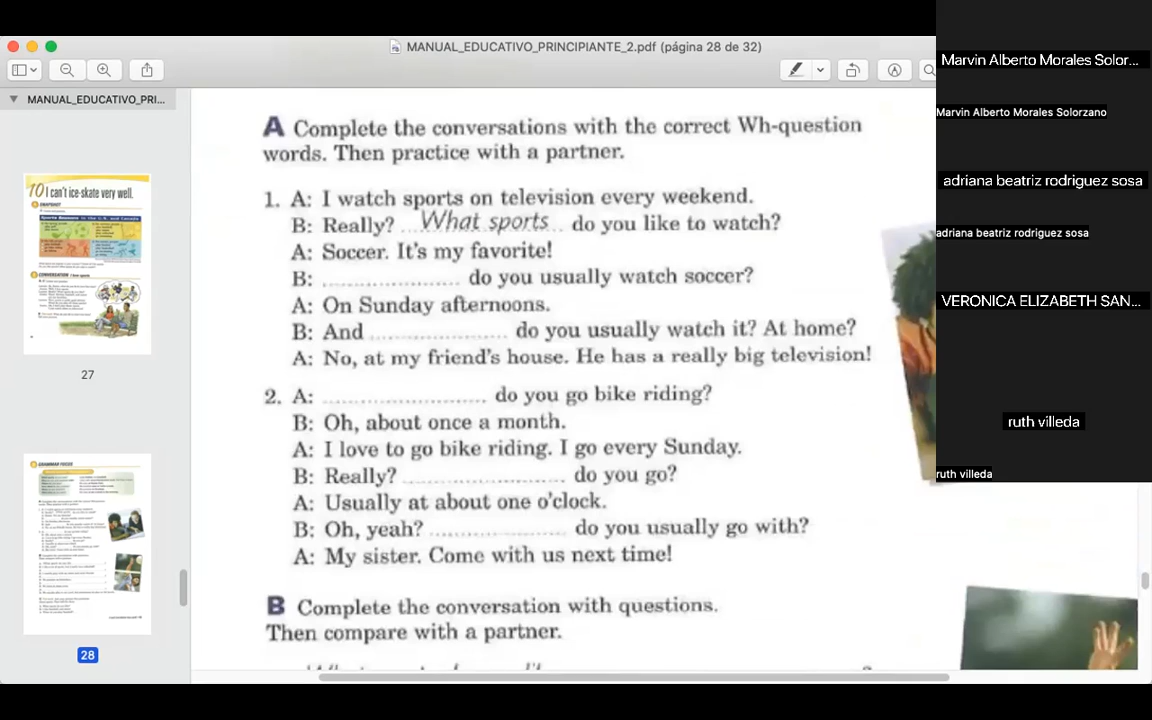 MANUAL_EDUCATIVO_PRINCIPIANTE_2.pdf (página 28 de 32)
MANUAL_EDUCATIVO_PRI...
10 I can't ice-skate very well.
27
28
A Complete the conversations with the correct Wh-question
words. Then practice with a partner.
1. A: I watch sports on television every weekend.
B: Really? What sports do you like to watch?
A: Soccer. It's my favorite!
B: .................... do you usually watch soccer?
A: On Sunday afternoons.
B: And .................... do you usually watch it? At home?
A: No, at my friend's house. He has a really big television!
2. A: .................... do you go bike riding?
B: Oh, about once a month.
A: I love to go bike riding. I go every Sunday.
B: Really? .................... do you go?
A: Usually at about one o'clock.
B: Oh, yeah? .................... do you usually go with?
A: My sister. Come with us next time!
B Complete the conversation with questions.
Then compare with a partner.
Marvin Alberto Morales Solor...
Marvin Alberto Morales Solorzano
adriana beatriz rodriguez sosa
adriana beatriz rodriguez sosa
VERONICA ELIZABETH SAN...
ruth villeda
ruth villeda